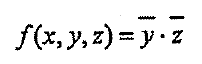 f(x, y, z) = y̅ · z̅